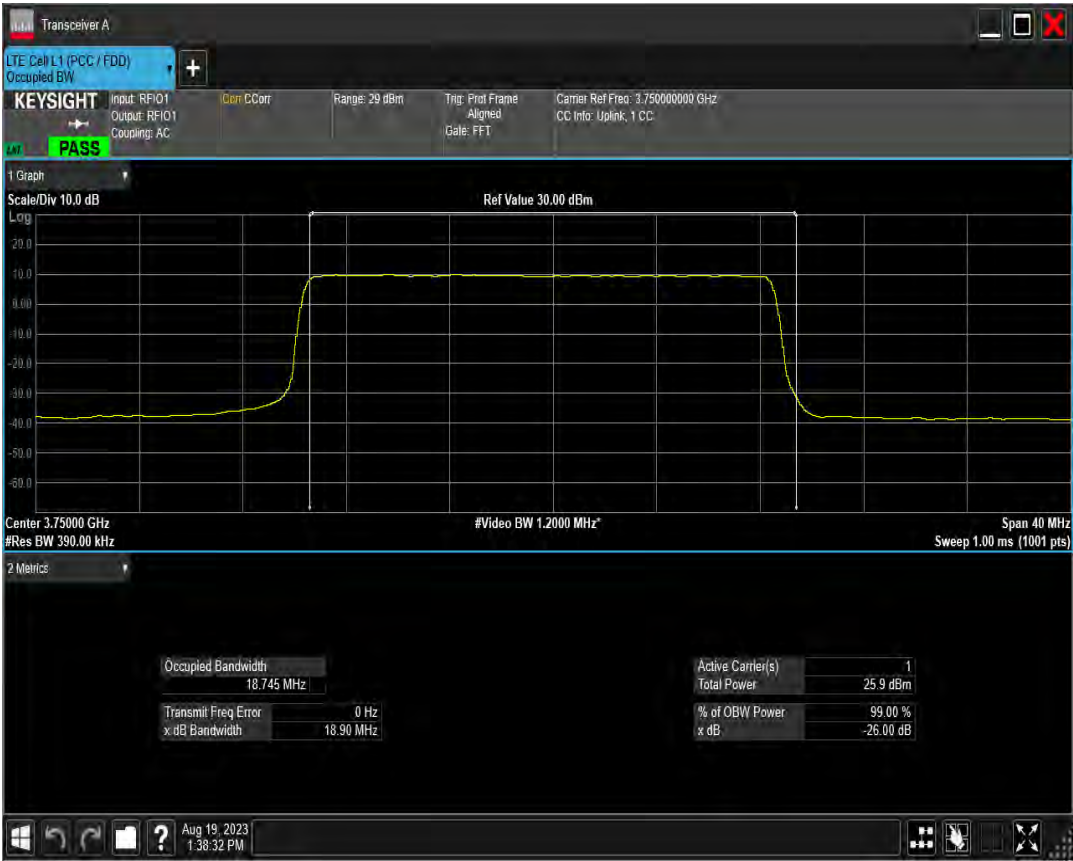 Transceiver A
LTE Cell L1 (PCC / FDD)
Occupied BW
+
KEYSIGHT
Input: RFIO1
Output: RFIO1
Coupling: AC
LNI
PASS
Corr CCorr
Range: 29 dBm
Trig: Prot Frame
Aligned
Gate: FFT
Carrier Ref Freq: 3.750000000 GHz
CC Info: Uplink, 1 CC
1 Graph
Scale/Div 10.0 dB
Ref Value 30.00 dBm
Log
20.0
10.0
0.00
-10.0
-20.0
-30.0
-40.0
-50.0
-60.0
Center 3.75000 GHz
#Video BW 1.2000 MHz*
Span 40 MHz
#Res BW 390.00 kHz
Sweep 1.00 ms (1001 pts)
2 Metrics
Occupied Bandwidth
18.745 MHz
Transmit Freq Error 0 Hz
x dB Bandwidth 18.90 MHz
Active Carrier(s) 1
Total Power 25.9 dBm
% of OBW Power 99.00 %
x dB -26.00 dB
?
Aug 19, 2023
1:38:32 PM